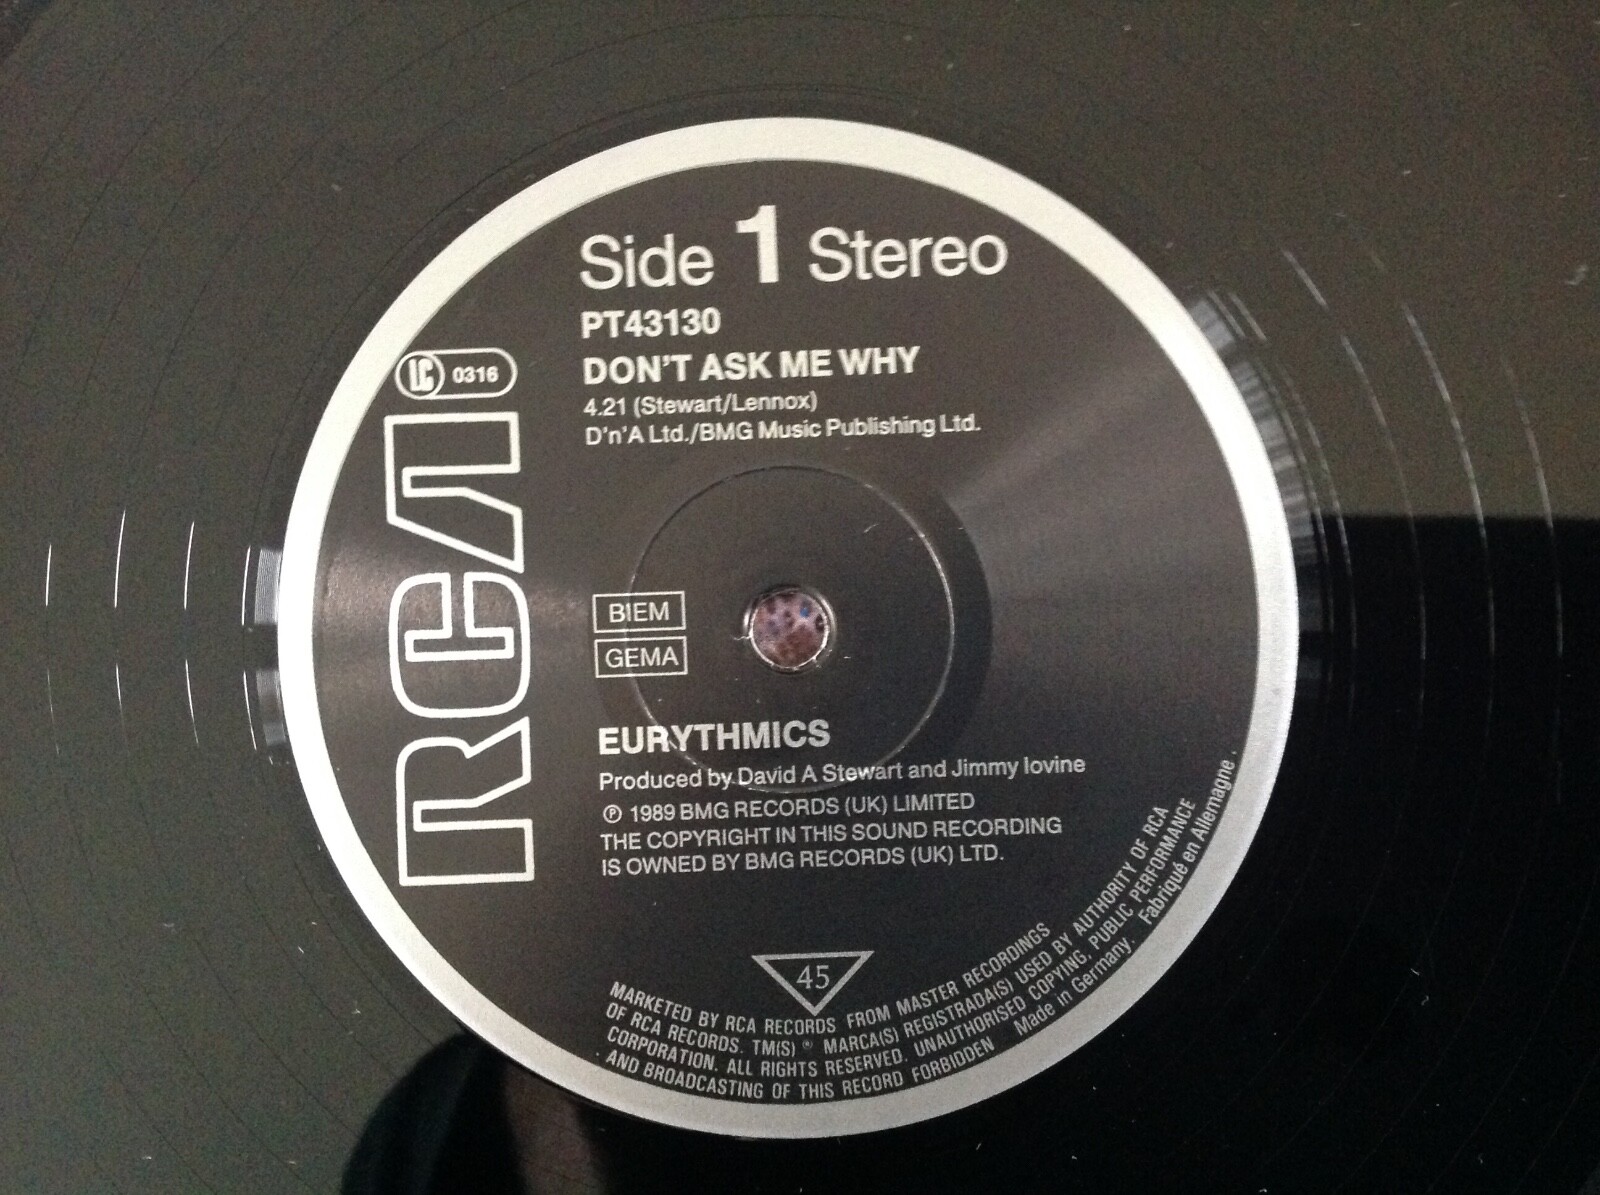 Side 1 Stereo
PT43130
DON'T ASK ME WHY
4.21 (Stewart/Lennox)
D'n'A Ltd./BMG Music Publishing Ltd.
LC 0316
RCA
BIEM
GEMA
EURYTHMICS
Produced by David A Stewart and Jimmy Iovine
℗ 1989 BMG RECORDS (UK) LIMITED
THE COPYRIGHT IN THIS SOUND RECORDING
IS OWNED BY BMG RECORDS (UK) LTD.
45
MARKETED BY RCA RECORDS FROM MASTER RECORDINGS
OF RCA RECORDS. TM(S) ® MARCA(S) REGISTRADA(S) USED BY AUTHORITY OF RCA
CORPORATION. ALL RIGHTS RESERVED. UNAUTHORISED COPYING, PUBLIC PERFORMANCE
AND BROADCASTING OF THIS RECORD FORBIDDEN Made in Germany. Fabriqué en Allemagne.